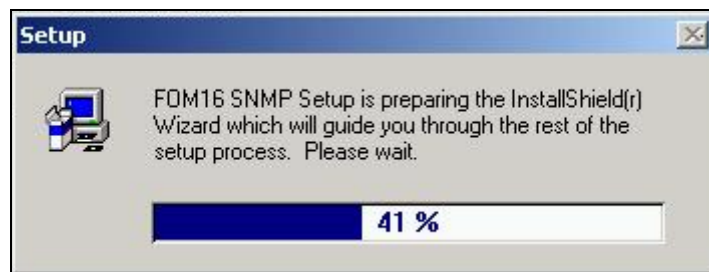 Setup
FOM16 SNMP Setup is preparing the InstallShield(r)
Wizard which will guide you through the rest of the
setup process.  Please wait.
41 %